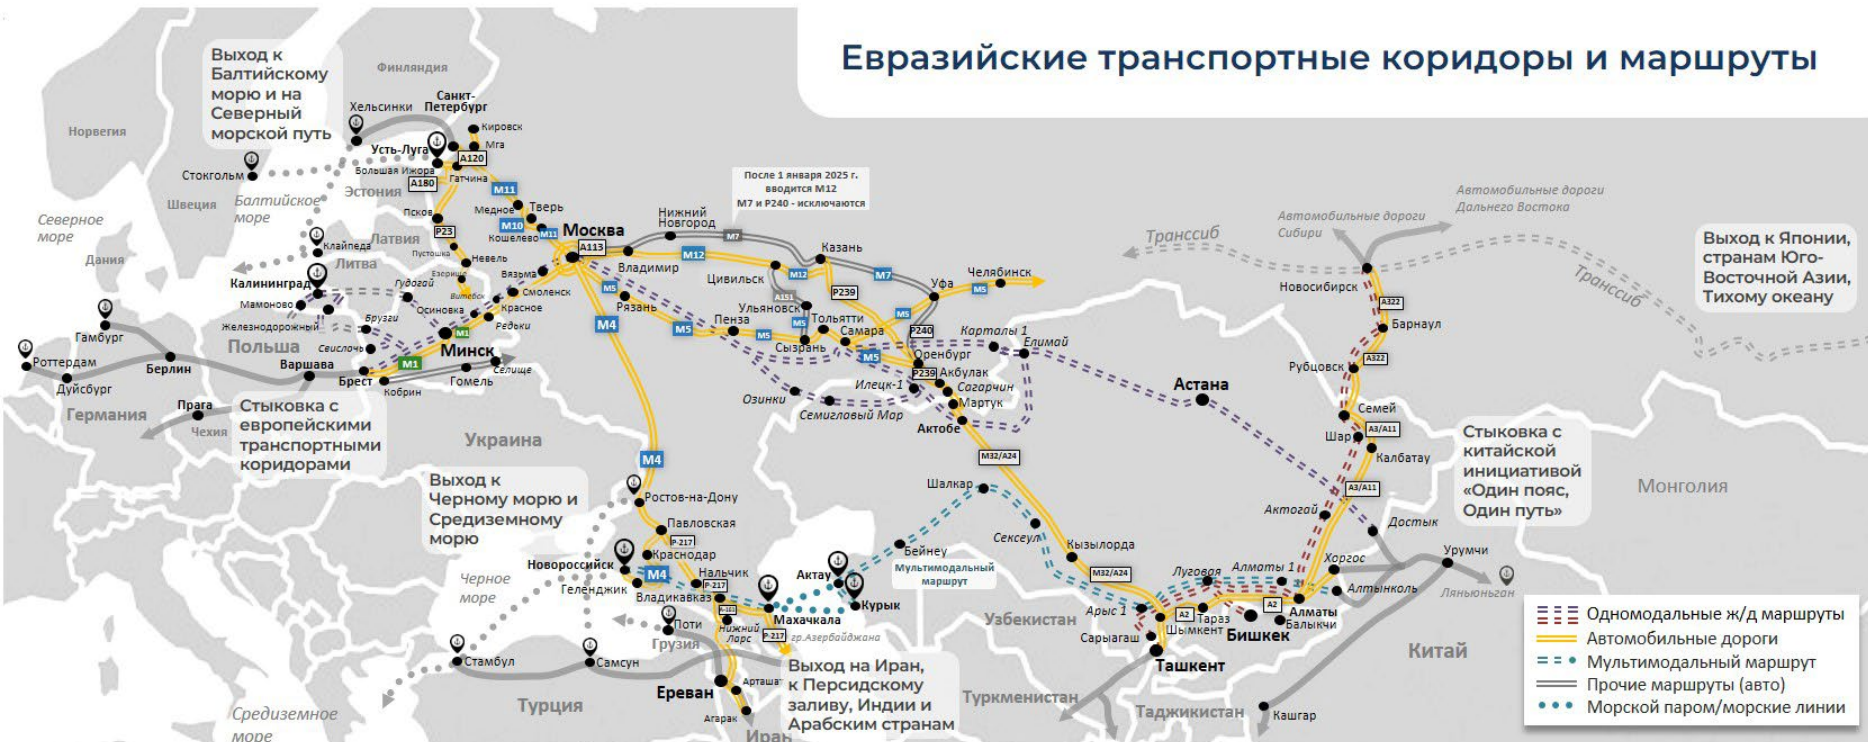 Евразийские транспортные коридоры и маршруты
Выход к
Балтийскому
морю и на
Северный
морской путь
Финляндия
Норвегия
Швеция
Северное
море
Дания
Балтийское
море
Эстония
Латвия
Литва
Хельсинки
Санкт-
Петербург
Кировск
Мга
Усть-Луга
A120
Большая Ижора
Гатчина
A180
Стокгольм
M11
Псков
Медное
Тверь
M10
M11
Кошелево
P23
Пустошка
Невель
Езерище
Витебск
Клайпеда
Калининград
Мамоново
Железнодорожный
Рудогай
Брузги
Свислочь
Осиновка
Вязьма
Смоленск
Красное
Редьки
M1
Минск
M1
Гамбург
Роттердам
Дуйсбург
Берлин
Варшава
Польша
Брест
Кобрин
Гомель
Селище
Германия
Прага
Чехия
Стыковка с
европейскими
транспортными
коридорами
Украина
Москва
A113
Владимир
Нижний
Новгород
После 1 января 2025 г.
вводится М12
М7 и Р240 - исключаются
M7
M12
Цивильск
M12
Казань
M7
A151
Ульяновск
P239
Уфа
Челябинск
M5
M5
M5
Рязань
M4
M5
Пенза
M5
M5
Тольятти
Сызрань
Самара
M5
P240
Карталы 1
Елимай
Оренбург
P239
Акбулак
Илецк-1
Сагарчин
Мартук
Озинки
Семиглавый Мар
Актобе
M32/A24
Астана
M4
Выход к
Черному морю и
Средиземному
морю
Ростов-на-Дону
Павловская
P-217
Краснодар
Новороссийск
M4
Геленджик
Нальчик
P-217
Владикавказ
A-161
Нижний
Ларс
Махачкала
P-217
гр.Азербайджана
Черное
море
Поти
Грузия
Стамбул
Самсун
Турция
Ереван
Арташат
Агарак
Иран
Средиземное
море
Выход на Иран,
к Персидскому
заливу, Индии и
Арабским странам
Актау
Курык
Бейнеу
Мультимодальный
маршрут
Шалкар
Сексеул
Кызылорда
M32/A24
Узбекистан
Туркменистан
Таджикистан
Арыс 1
Сарыагаш
Шымкент
Ташкент
A2
Тараз
Луговая
Бишкек
A2
Алматы 1
Алматы
Балыкчи
Хоргос
Алтынколь
Кашгар
Урумчи
Ляньюньган
Китай
Монголия
Достык
Актогай
A3/A11
Калбатау
A3/A11
Шар
Семей
Рубцовск
A322
Барнаул
A322
Новосибирск
Транссиб
Транссиб
Автомобильные дороги
Сибири
Автомобильные дороги
Дальнего Востока
Выход к Японии,
странам Юго-
Восточной Азии,
Тихому океану
Стыковка с
китайской
инициативой
«Один пояс,
Один путь»
Одномодальные ж/д маршруты
Автомобильные дороги
Мультимодальный маршрут
Прочие маршруты (авто)
Морской паром/морские линии